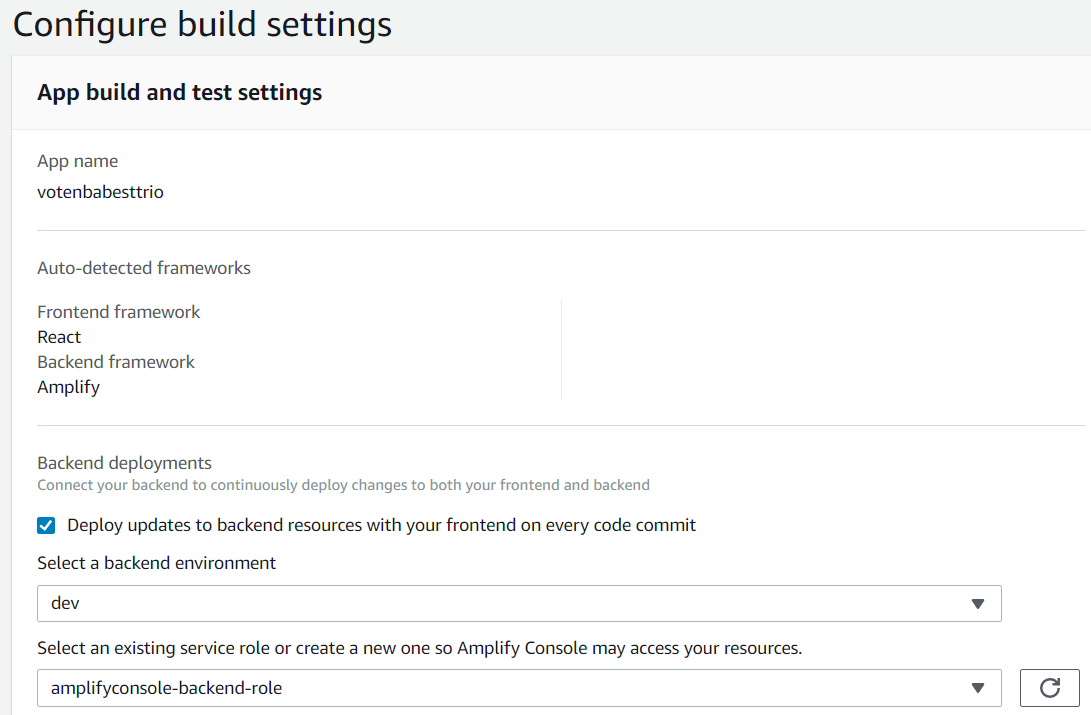 Configure build settings
App build and test settings
App name
votenbabesttrio
Auto-detected frameworks
Frontend framework
React
Backend framework
Amplify
Backend deployments
Connect your backend to continuously deploy changes to both your frontend and backend
Deploy updates to backend resources with your frontend on every code commit
Select a backend environment
dev
Select an existing service role or create a new one so Amplify Console may access your resources.
amplifyconsole-backend-role